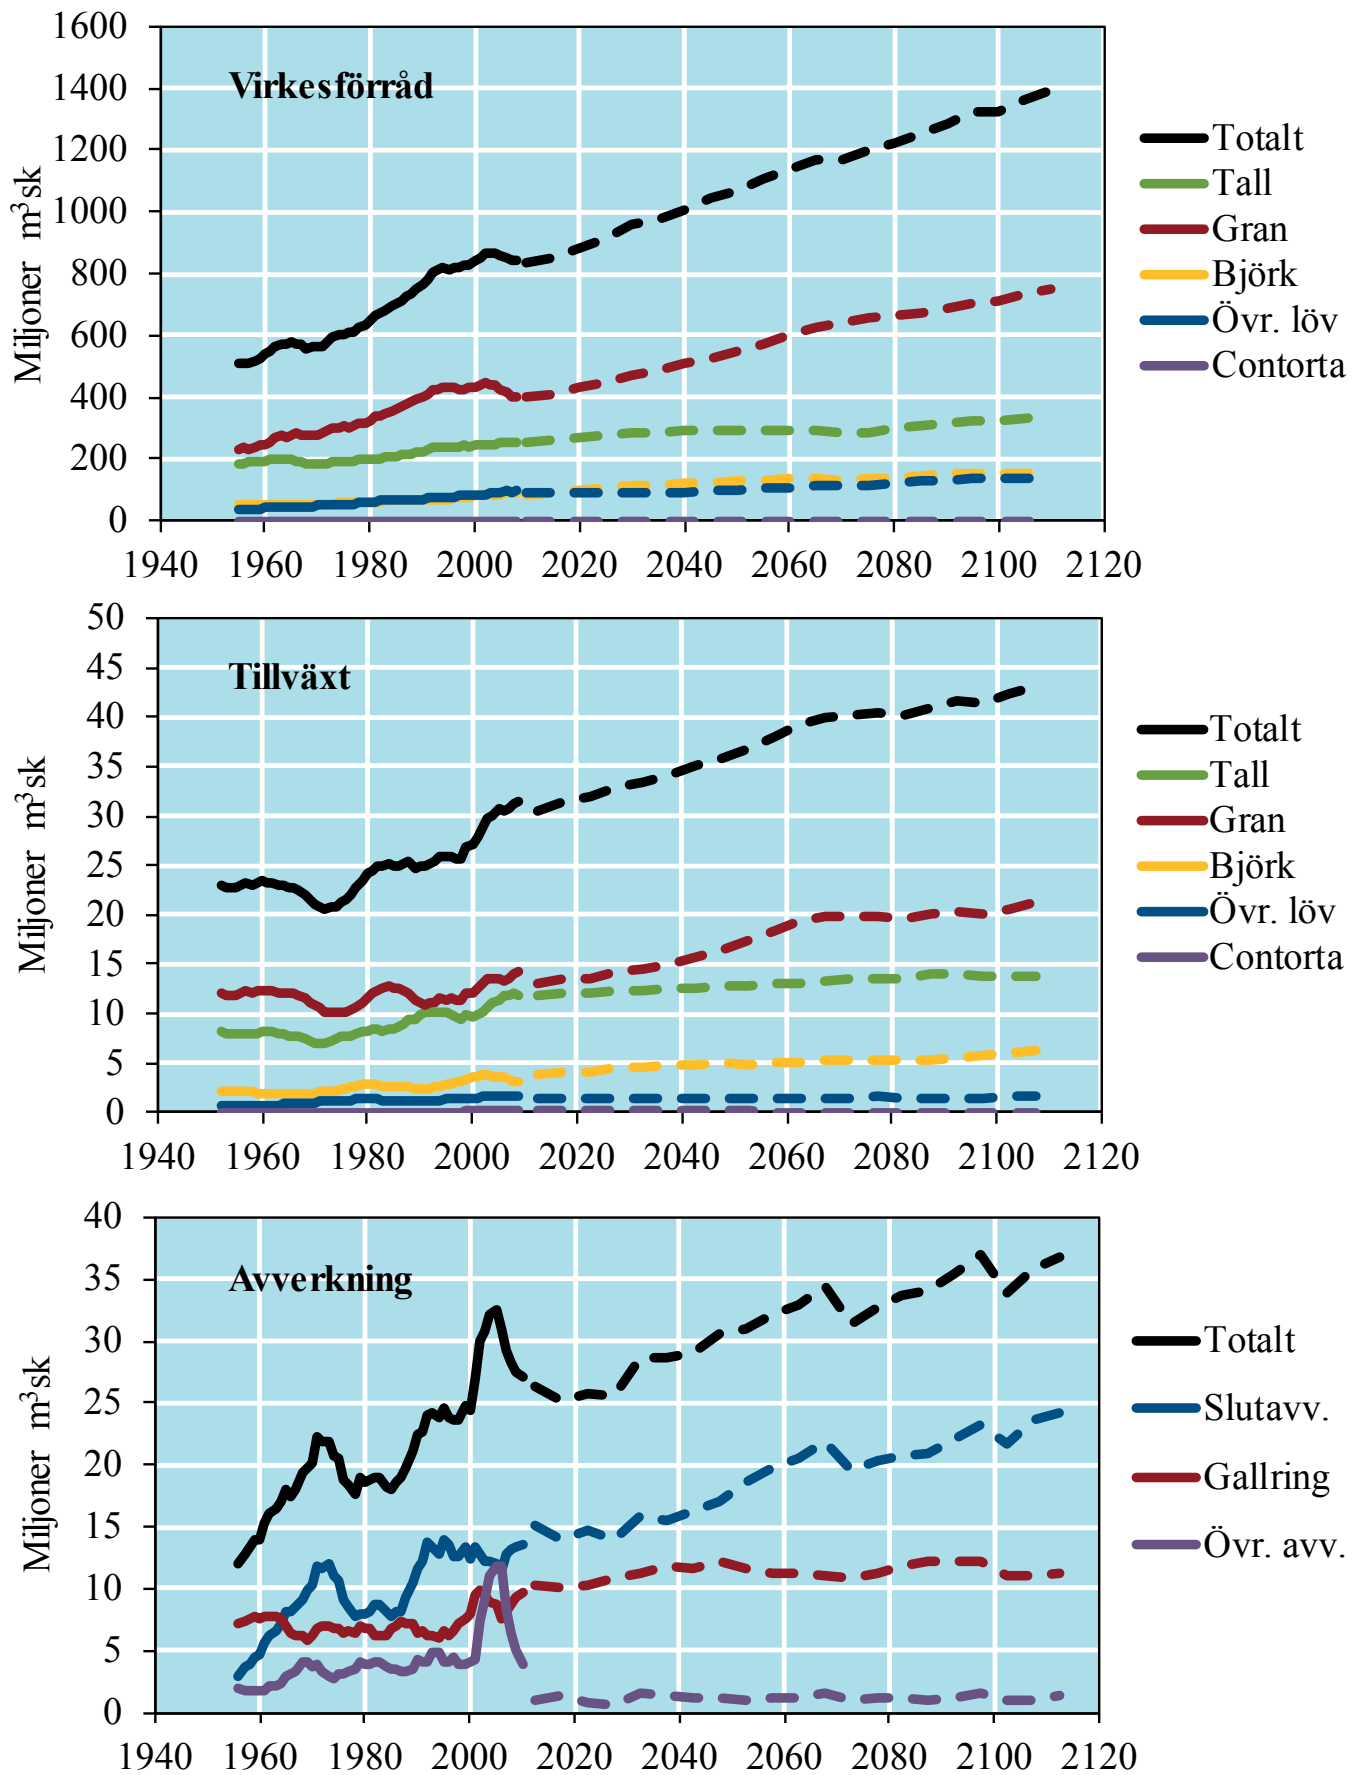 1600
1400
1200
1000
800
600
400
200
0
Miljoner m³sk
Virkesförråd
1940 1960 1980 2000 2020 2040 2060 2080 2100 2120
Totalt
Tall
Gran
Björk
Övr. löv
Contorta
50
45
40
35
30
25
20
15
10
5
0
Miljoner m³sk
Tillväxt
1940 1960 1980 2000 2020 2040 2060 2080 2100 2120
Totalt
Tall
Gran
Björk
Övr. löv
Contorta
40
35
30
25
20
15
10
5
0
Miljoner m³sk
Avverkning
1940 1960 1980 2000 2020 2040 2060 2080 2100 2120
Totalt
Slutavv.
Gallring
Övr. avv.